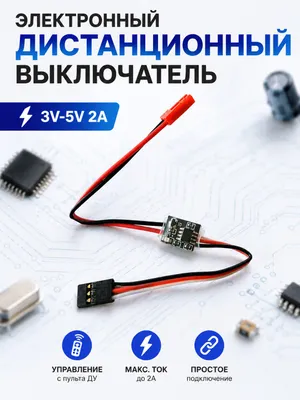 ЭЛЕКТРОННЫЙ
ДИСТАНЦИОННЫЙ
ВЫКЛЮЧАТЕЛЬ
3V-5V 2A
УПРАВЛЕНИЕ
с пульта ДУ
МАКС. ТОК
до 2А
ПРОСТОЕ
подключение